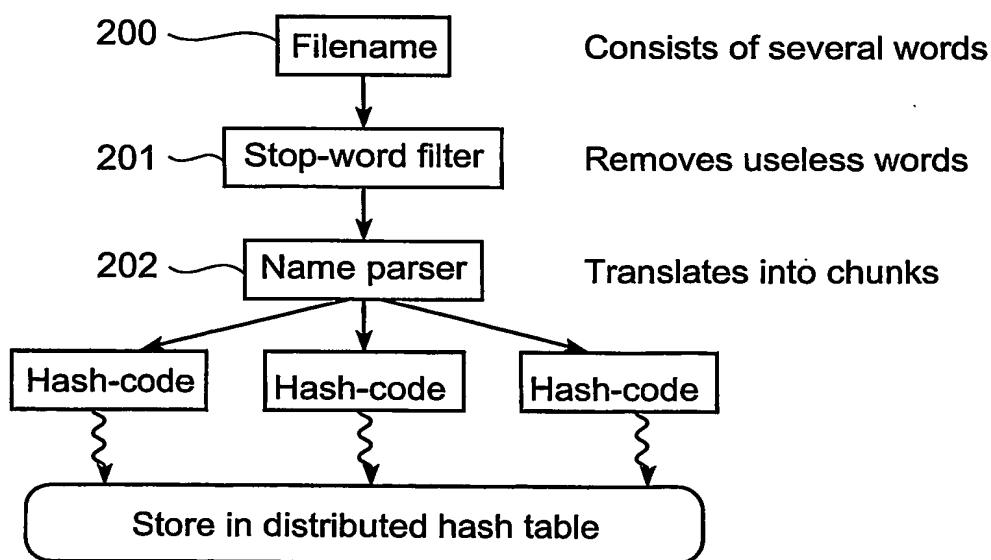 200 Filename Consists of several words
201 Stop-word filter Removes useless words
202 Name parser Translates into chunks
Hash-code Hash-code Hash-code
Store in distributed hash table